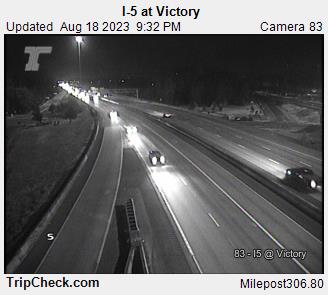 I-5 at Victory
Updated Aug 18 2023 9:32 PM Camera 83
T
S
83 - I5 @ Victory
TripCheck.com Milepost306.80